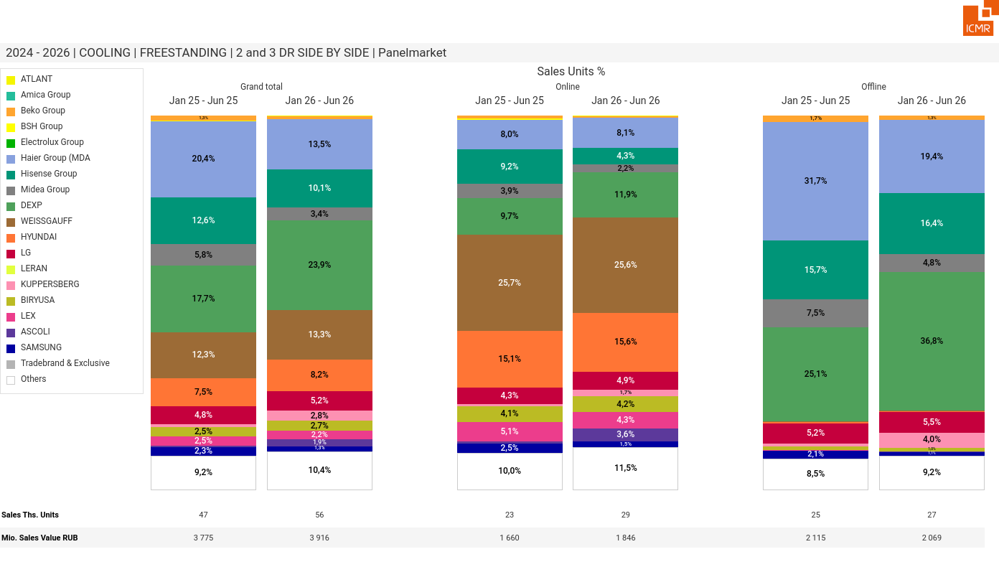 ICMR
2024 - 2026 | COOLING | FREESTANDING | 2 and 3 DR SIDE BY SIDE | Panelmarket
ATLANT
Amica Group
Beko Group
BSH Group
Electrolux Group
Haier Group (MDA
Hisense Group
Midea Group
DEXP
WEISSGAUFF
HYUNDAI
LG
LERAN
KUPPERSBERG
BIRYUSA
LEX
ASCOLI
SAMSUNG
Tradebrand & Exclusive
Others
Sales Units %
Grand total
Jan 25 - Jun 25
1,3%
20,4%
12,6%
5,8%
17,7%
12,3%
7,5%
4,8%
2,5%
2,5%
2,3%
9,2%
Jan 26 - Jun 26
13,5%
10,1%
3,4%
23,9%
13,3%
8,2%
5,2%
2,8%
2,7%
2,2%
1,9%
1,3%
10,4%
Online
Jan 25 - Jun 25
8,0%
9,2%
3,9%
9,7%
25,7%
15,1%
4,3%
4,1%
5,1%
2,5%
10,0%
Jan 26 - Jun 26
8,1%
4,3%
2,2%
11,9%
25,6%
15,6%
4,9%
1,7%
4,2%
4,3%
3,6%
1,5%
11,5%
Offline
Jan 25 - Jun 25
1,7%
31,7%
15,7%
7,5%
25,1%
5,2%
2,1%
8,5%
Jan 26 - Jun 26
1,3%
19,4%
16,4%
4,8%
36,8%
5,5%
4,0%
1,0%
1,1%
9,2%
Sales Ths. Units 47 56 23 29 25 27
Mio. Sales Value RUB 3 775 3 916 1 660 1 846 2 115 2 069